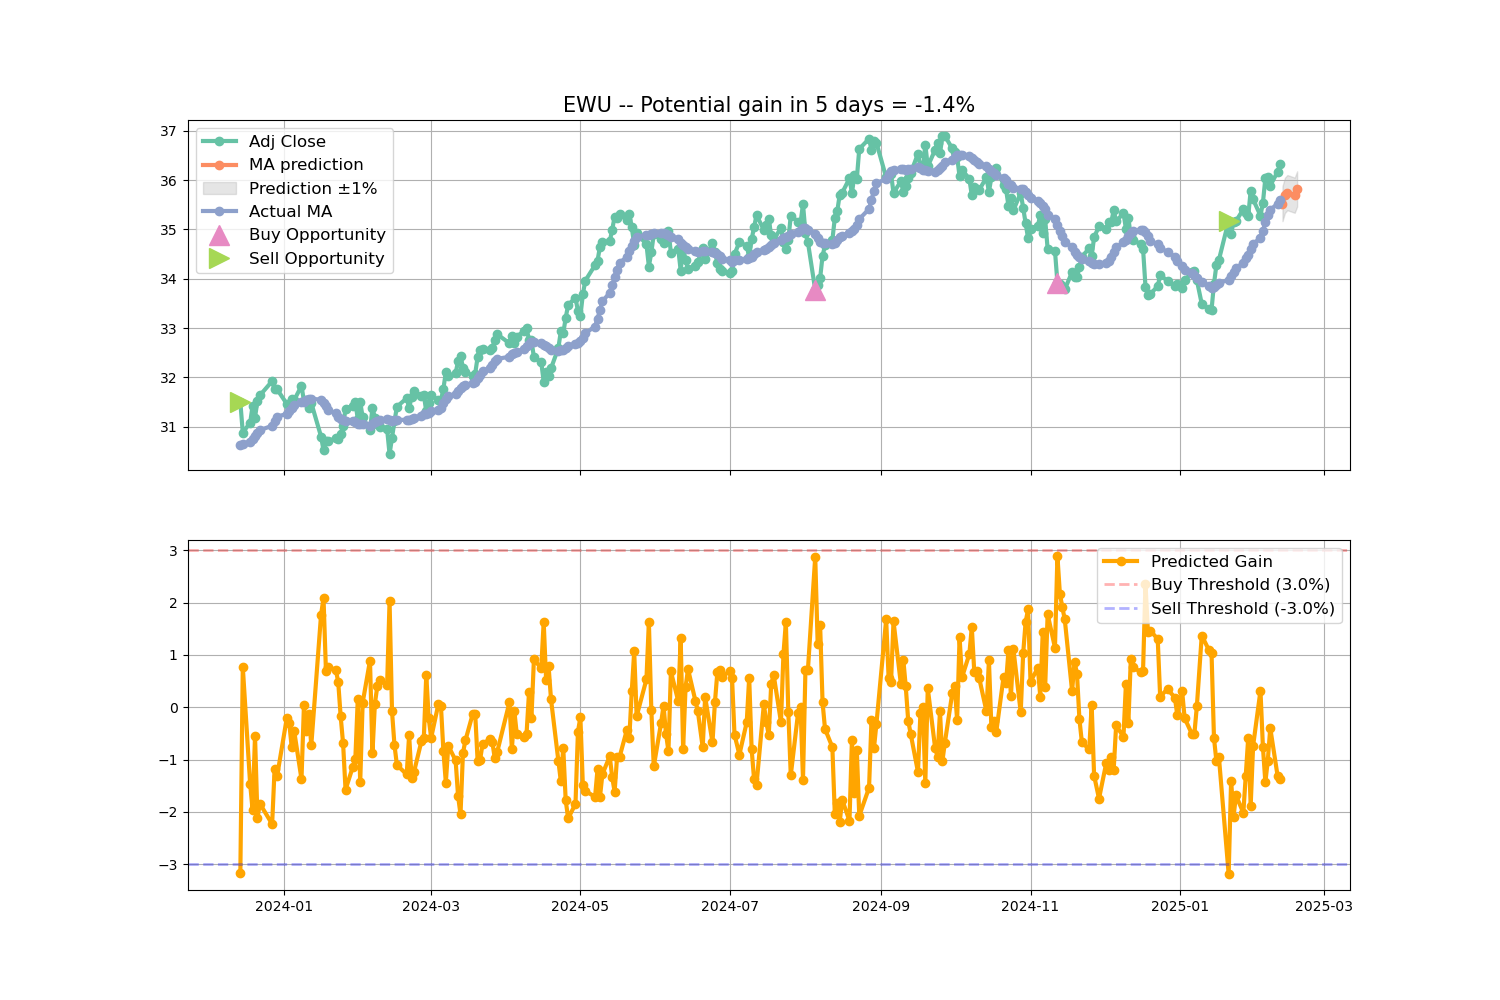 EWU -- Potential gain in 5 days = -1.4%
37
36
35
34
33
32
31
Adj Close
MA prediction
Prediction ±1%
Actual MA
Buy Opportunity
Sell Opportunity
3
2
1
0
−1
−2
−3
Predicted Gain
Buy Threshold (3.0%)
Sell Threshold (-3.0%)
2024-01
2024-03
2024-05
2024-07
2024-09
2024-11
2025-01
2025-03